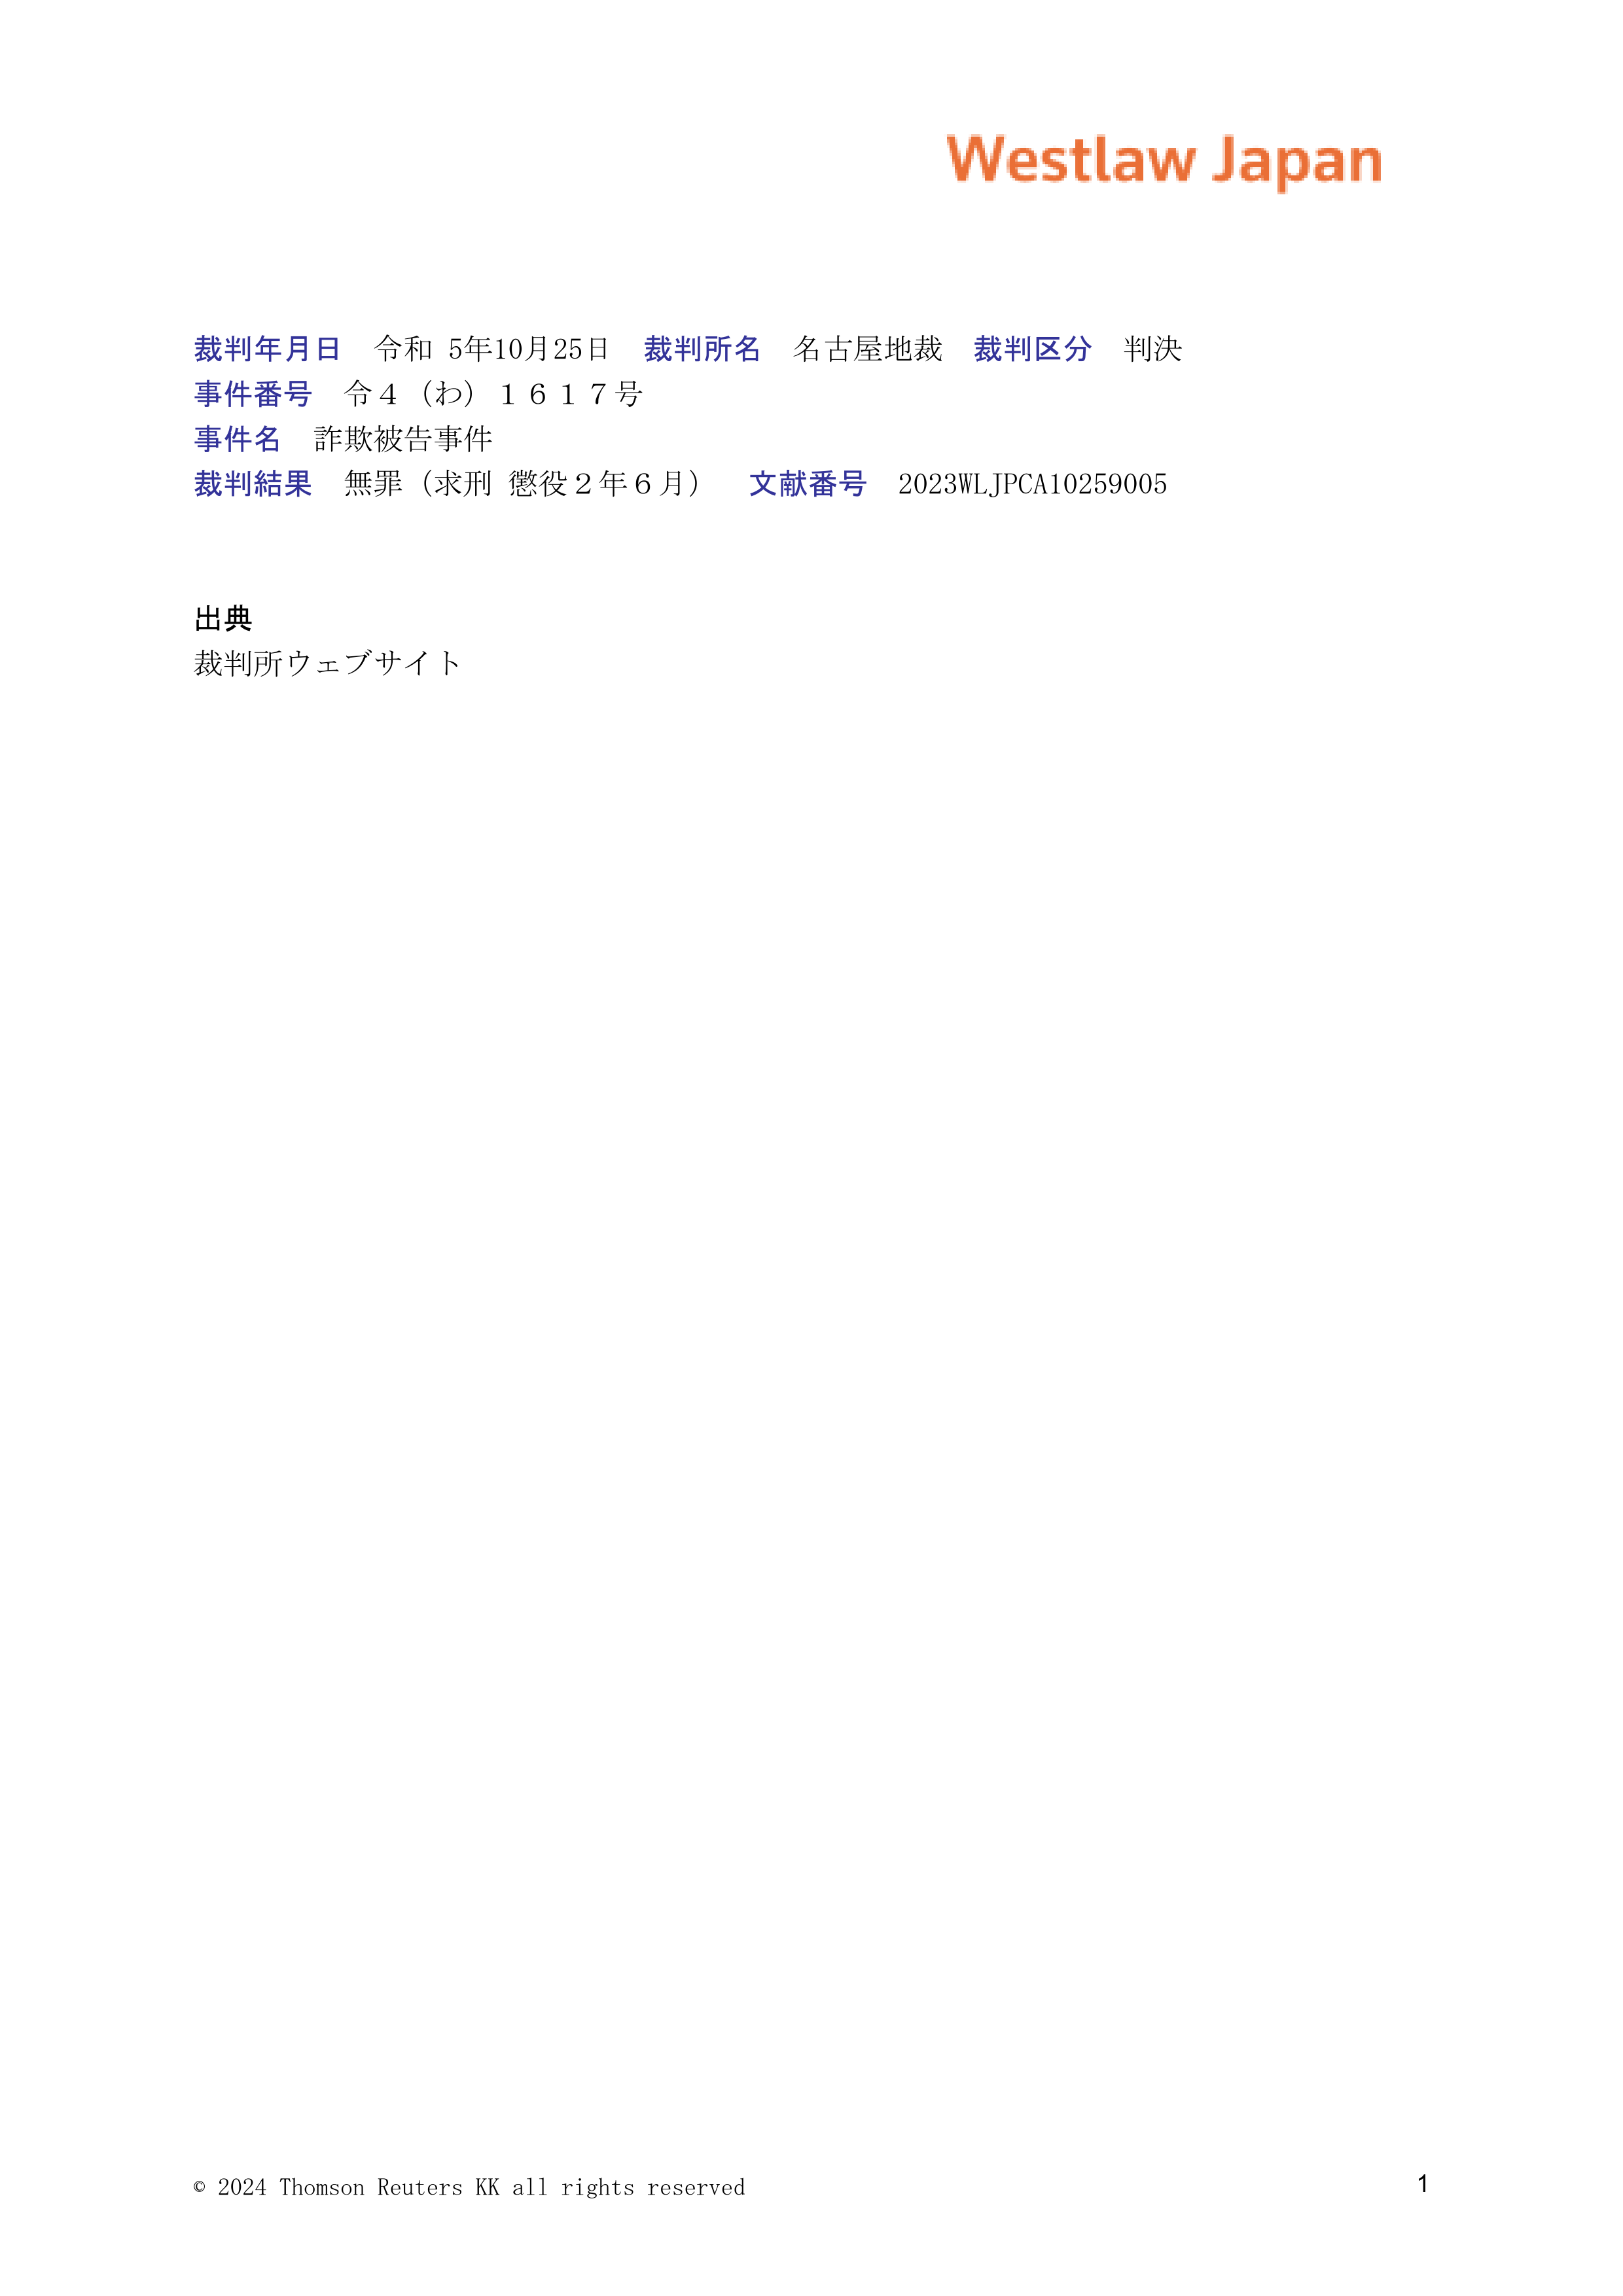 Westlaw Japan
裁判年月日　令和 5年10月25日　裁判所名　名古屋地裁　裁判区分　判決
事件番号　令４（わ）１６１７号
事件名　詐欺被告事件
裁判結果　無罪（求刑 懲役２年６月）　文献番号　2023WLJPCA10259005
出典
裁判所ウェブサイト
© 2024 Thomson Reuters KK all rights reserved
1